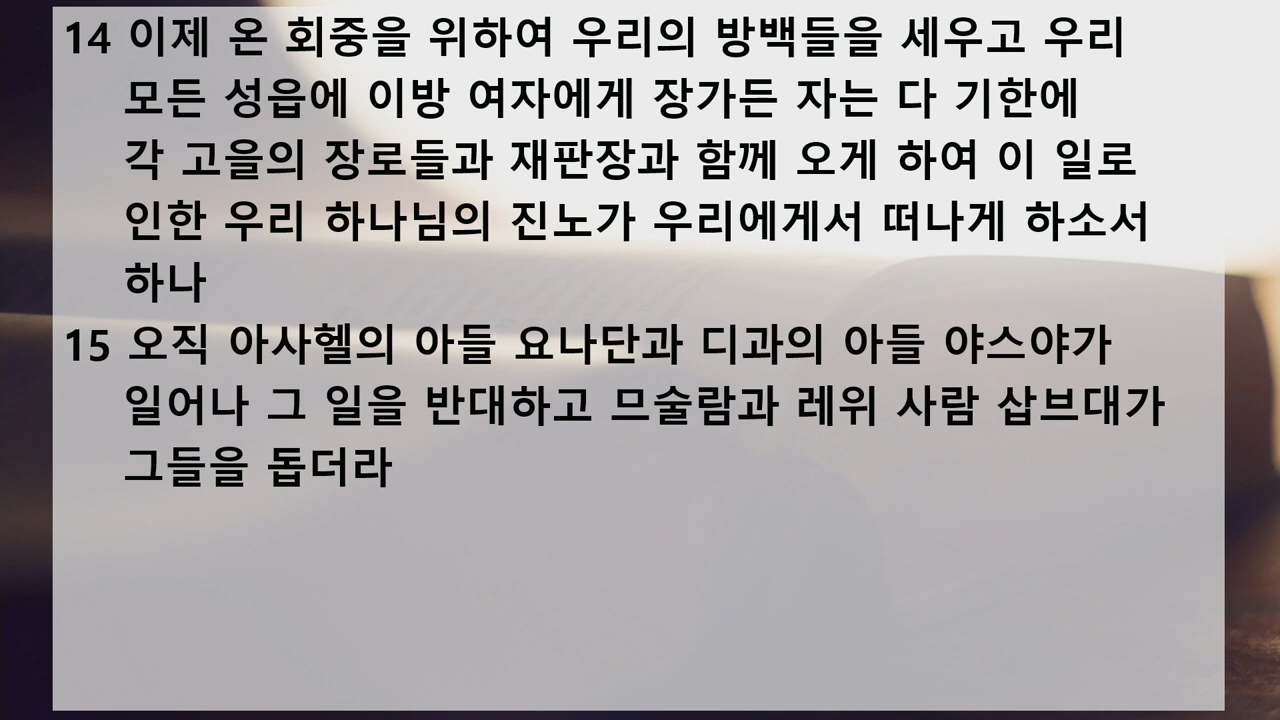 14 이제 온 회중을 위하여 우리의 방백들을 세우고 우리
모든 성읍에 이방 여자에게 장가든 자는 다 기한에
각 고을의 장로들과 재판장과 함께 오게 하여 이 일로
인한 우리 하나님의 진노가 우리에게서 떠나게 하소서
하나
15 오직 아사헬의 아들 요나단과 디과의 아들 야스야가
일어나 그 일을 반대하고 므술람과 레위 사람 삽브대가
그들을 돕더라